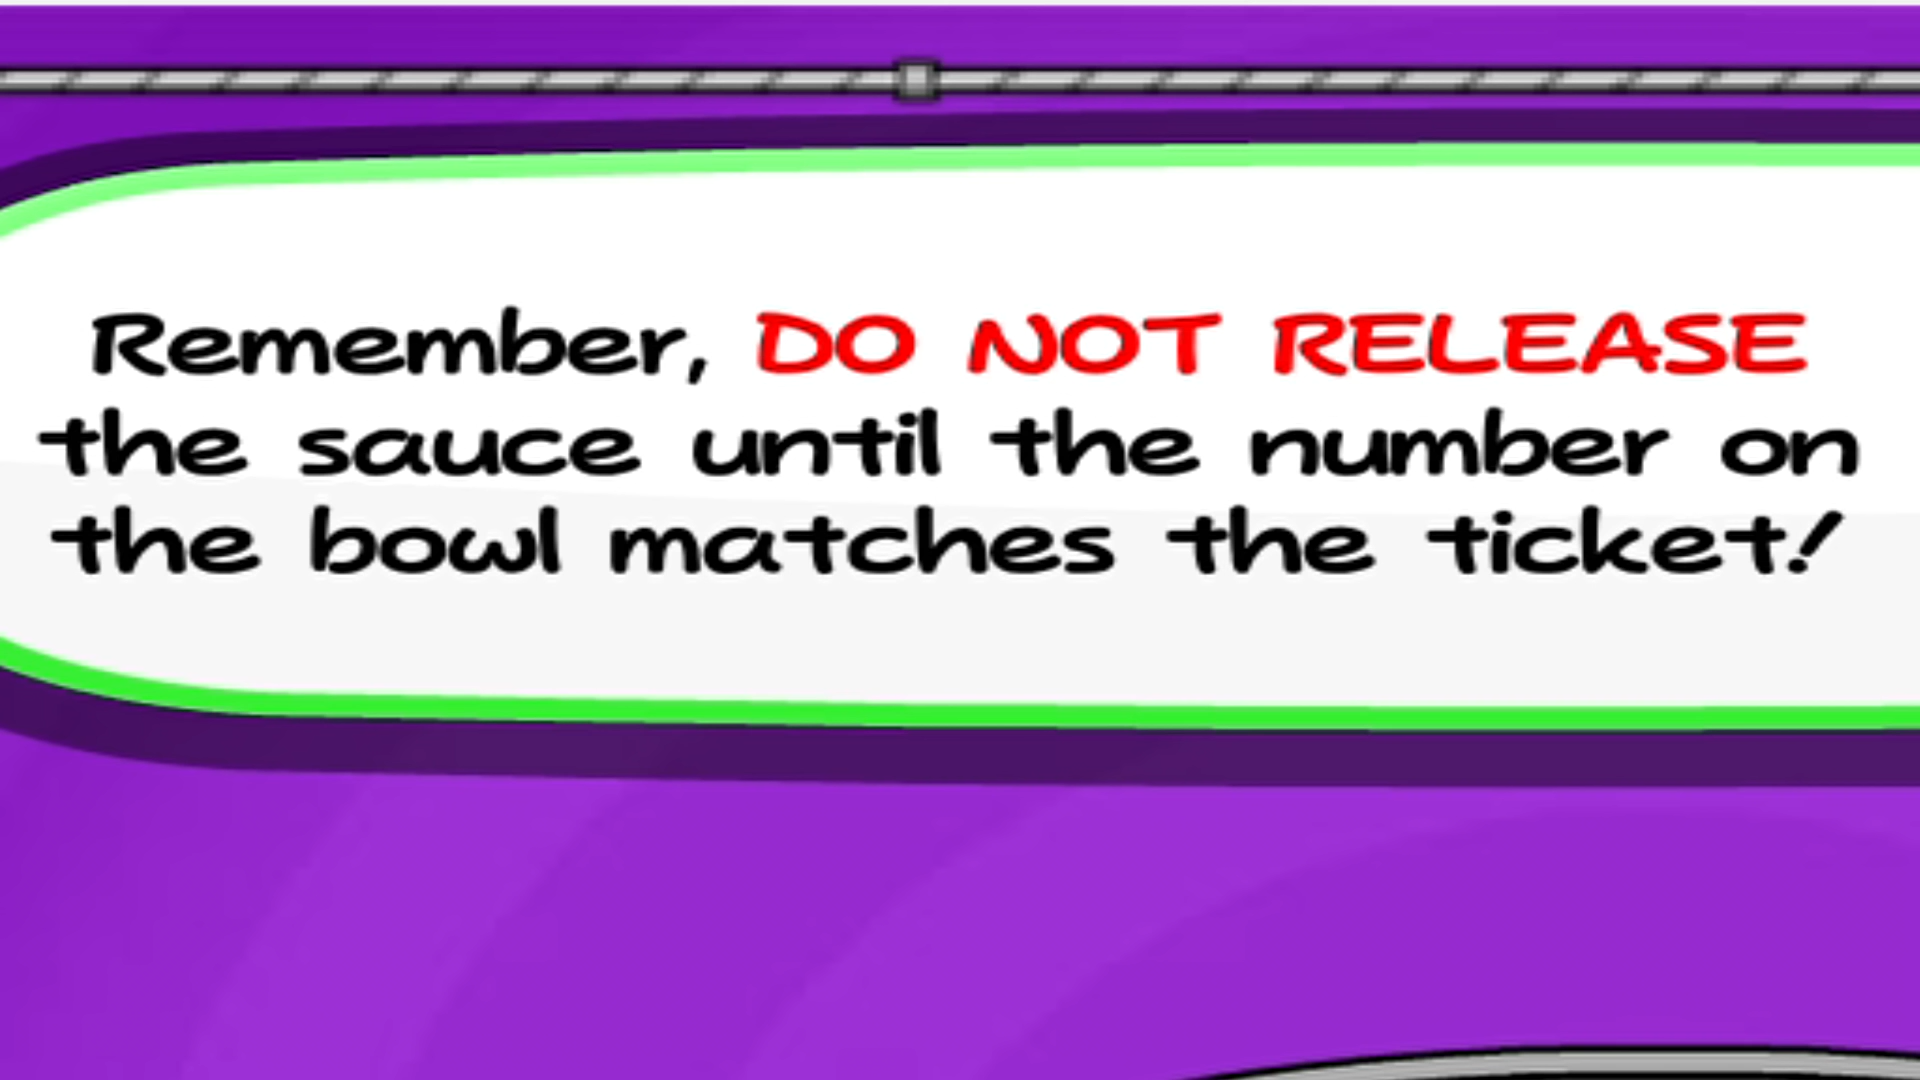 Remember, DO NOT RELEASE
the sauce until the number on
the bowl matches the ticket!